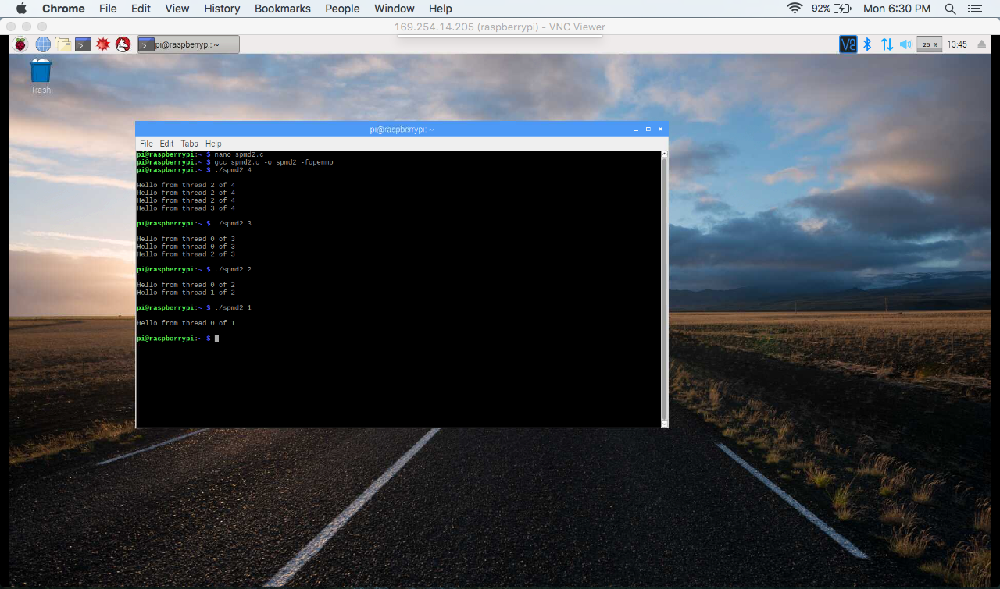 Chrome File Edit View History Bookmarks People Window Help 92% Mon 6:30 PM
169.254.14.205 (raspberrypi) - VNC Viewer
pi@raspberrypi: ~ 25 % 13:45
Trash
pi@raspberrypi: ~
File Edit Tabs Help
pi@raspberrypi:~ $ nano spmd2.c
pi@raspberrypi:~ $ gcc spmd2.c -o spmd2 -fopenmp
pi@raspberrypi:~ $ ./spmd2 4
Hello from thread 2 of 4
Hello from thread 2 of 4
Hello from thread 2 of 4
Hello from thread 3 of 4
pi@raspberrypi:~ $ ./spmd2 3
Hello from thread 0 of 3
Hello from thread 0 of 3
Hello from thread 2 of 3
pi@raspberrypi:~ $ ./spmd2 2
Hello from thread 0 of 2
Hello from thread 1 of 2
pi@raspberrypi:~ $ ./spmd2 1
Hello from thread 0 of 1
pi@raspberrypi:~ $